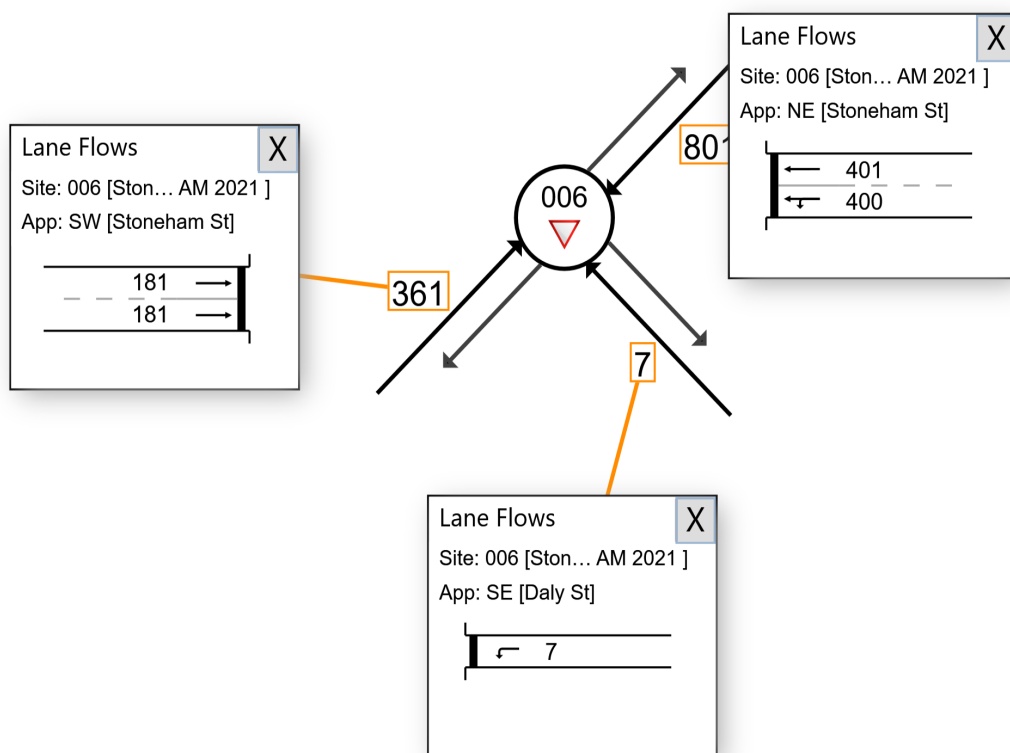 Lane Flows
X
Site: 006 [Ston... AM 2021 ]
App: NE [Stoneham St]
401
400
801
006
Lane Flows
X
Site: 006 [Ston... AM 2021 ]
App: SW [Stoneham St]
181
181
361
7
Lane Flows
X
Site: 006 [Ston... AM 2021 ]
App: SE [Daly St]
7